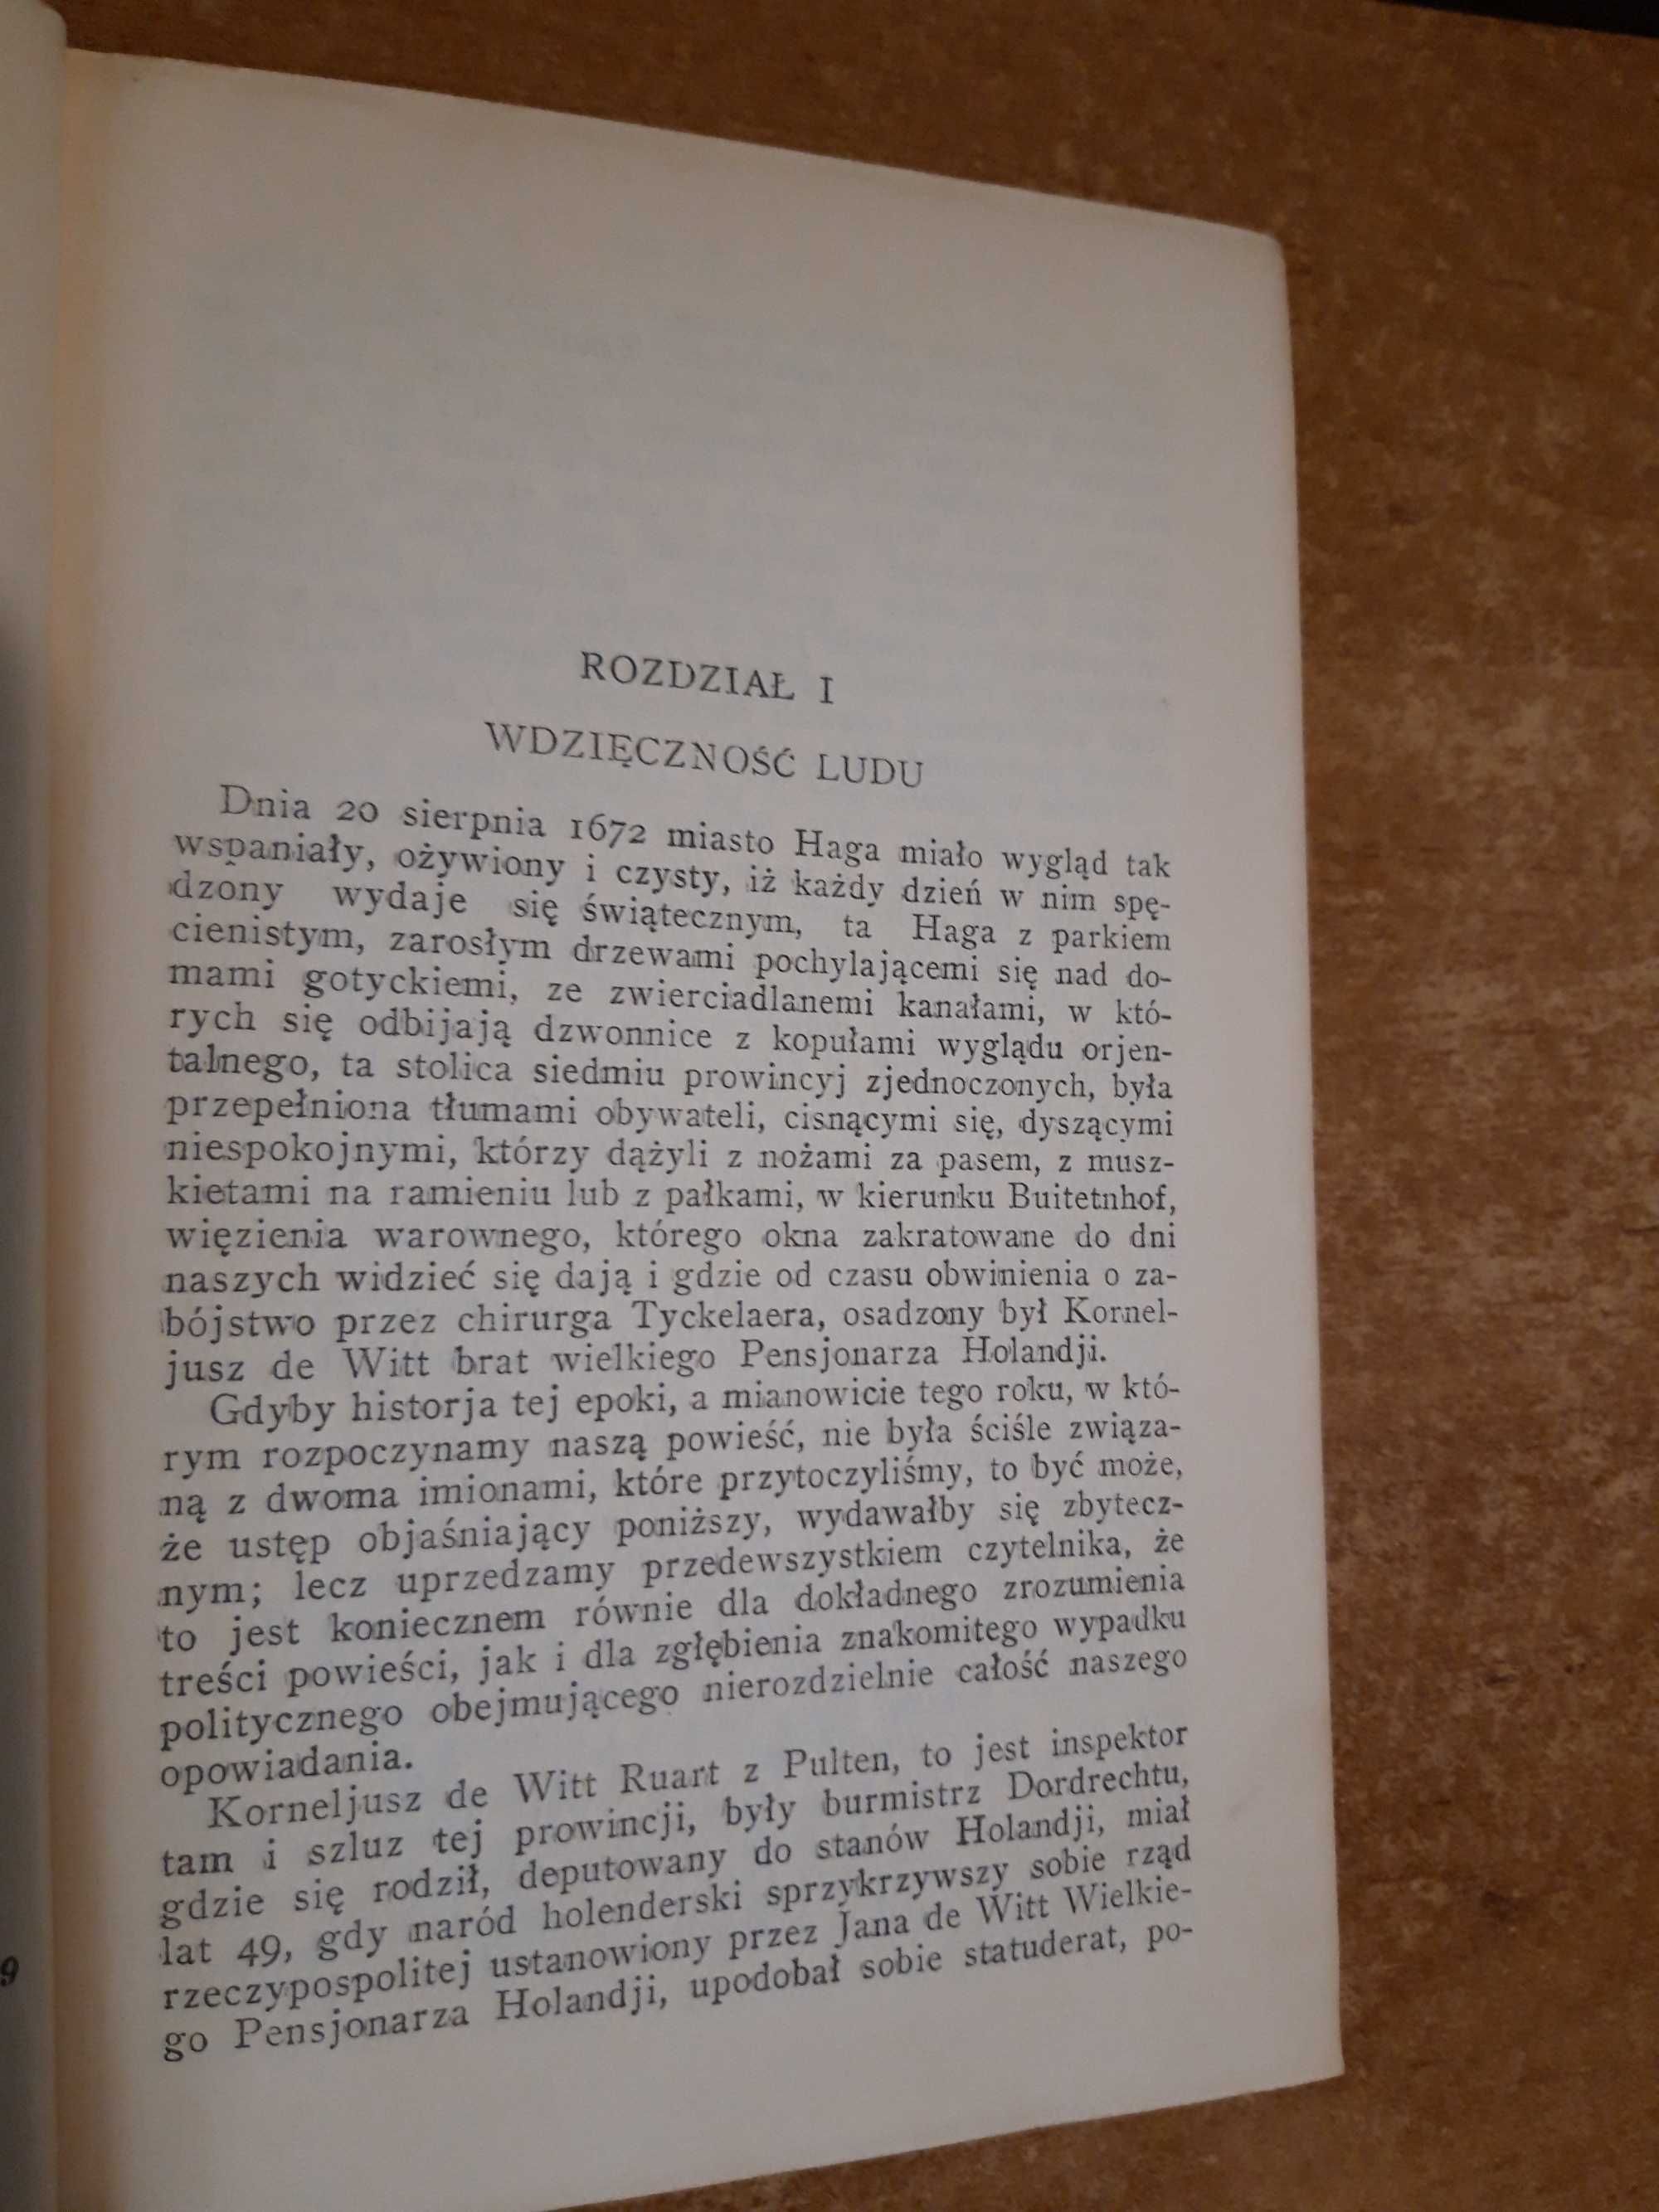 ROZDZIAŁ I
WDZIĘCZNOŚĆ LUDU
Dnia 20 sierpnia 1672 miasto Haga miało wygląd tak
wspaniały, ożywiony i czysty, iż każdy dzień w nim spę-
dzony wydaje się świątecznym, ta Haga z parkiem
cienistym, zarosłym drzewami pochylającemi się nad do-
mami gotyckiemi, ze zwierciadlanemi kanałami, w któ-
rych się odbijają dzwonnice z kopułami wyglądu orjen-
talnego, ta stolica siedmiu prowincyj zjednoczonych, była
przepełniona tłumami obywateli, cisnącymi się, dyszącymi
niespokojnymi, którzy dążyli z nożami za pasem, z musz-
kietami na ramieniu lub z pałkami, w kierunku Buitetnhof,
więzienia warownego, którego okna zakratowane do dni
naszych widzieć się dają i gdzie od czasu obwinienia o za-
bójstwo przez chirurga Tyckelaera, osadzony był Kornel-
jusz de Witt brat wielkiego Pensjonarza Holandji.
Gdyby historja tej epoki, a mianowicie tego roku, w któ-
rym rozpoczynamy naszą powieść, nie była ściśle związa-
ną z dwoma imionami, które przytoczyliśmy, to być może,
że ustęp objaśniający poniższy, wydawałby się zbytecz-
nym; lecz uprzedzamy przedewszystkiem czytelnika, że
to jest koniecznem równie dla dokładnego zrozumienia
treści powieści, jak i dla zgłębienia znakomitego wypadku
politycznego obejmującego nierozdzielnie całość naszego
opowiadania.
Korneljusz de Witt Ruart z Pulten, to jest inspektor
tam i szluz tej prowincji, były burmistrz Dordrechtu,
gdzie się rodził, deputowany do stanów Holandji, miał
lat 49, gdy naród holenderski sprzykrzywszy sobie rząd
rzeczypospolitej ustanowiony przez Jana de Witt Wielkie-
go Pensjonarza Holandji, upodobał sobie statuderat, po-
9